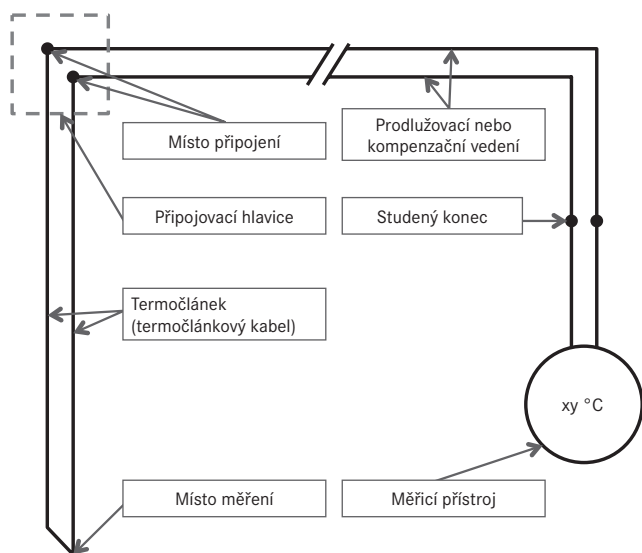 Místo připojení
Prodlužovací nebo
kompenzační vedení
Připojovací hlavice
Studený konec
Termočlánek
(termočlánkový kabel)
xy °C
Místo měření
Měřicí přístroj